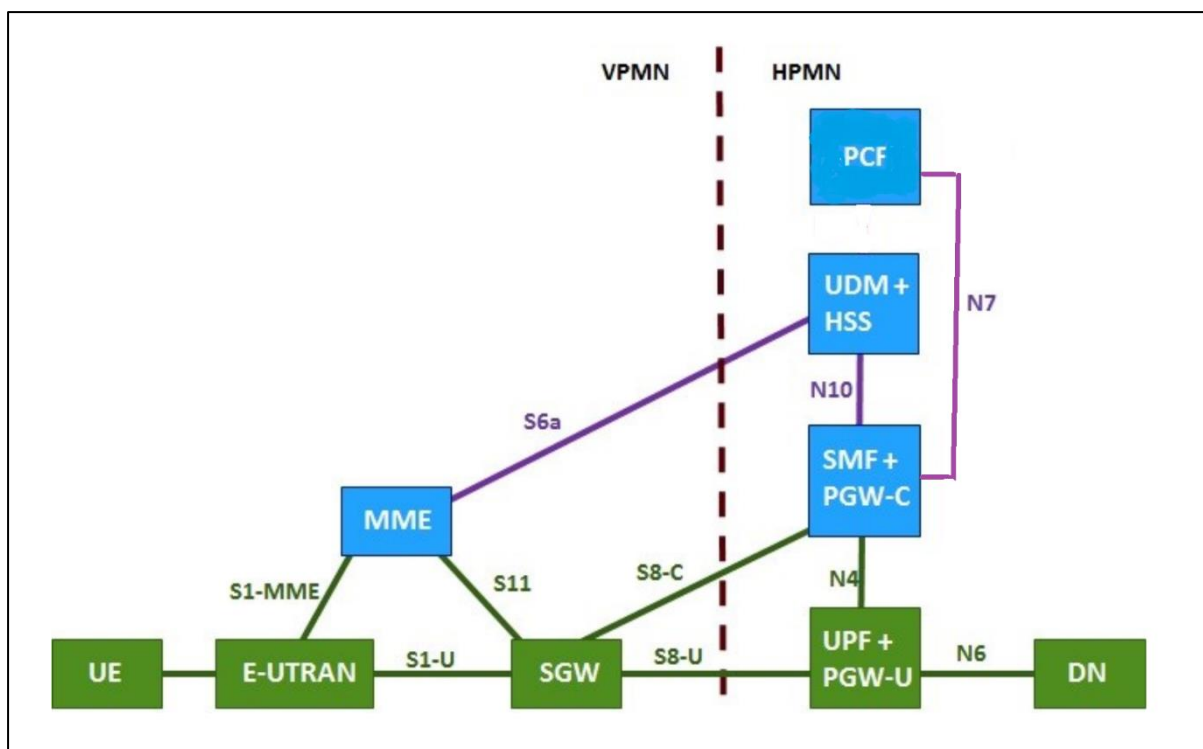 VPMN
HPMN
PCF
UDM +
HSS
N7
N10
S6a
SMF +
PGW-C
MME
S8-C
N4
S11
S1-MME
UE
E-UTRAN
S1-U
SGW
S8-U
UPF +
PGW-U
N6
DN